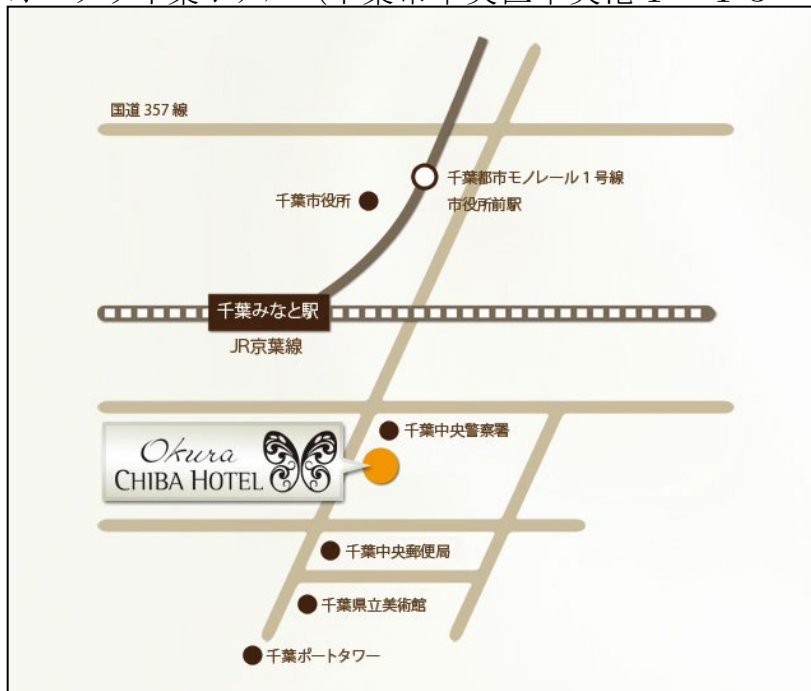 国道357線
千葉都市モノレール1号線
市役所前駅
千葉市役所
千葉みなと駅
JR京葉線
千葉中央警察署
Okura
CHIBA HOTEL
千葉中央郵便局
千葉県立美術館
千葉ポートタワー